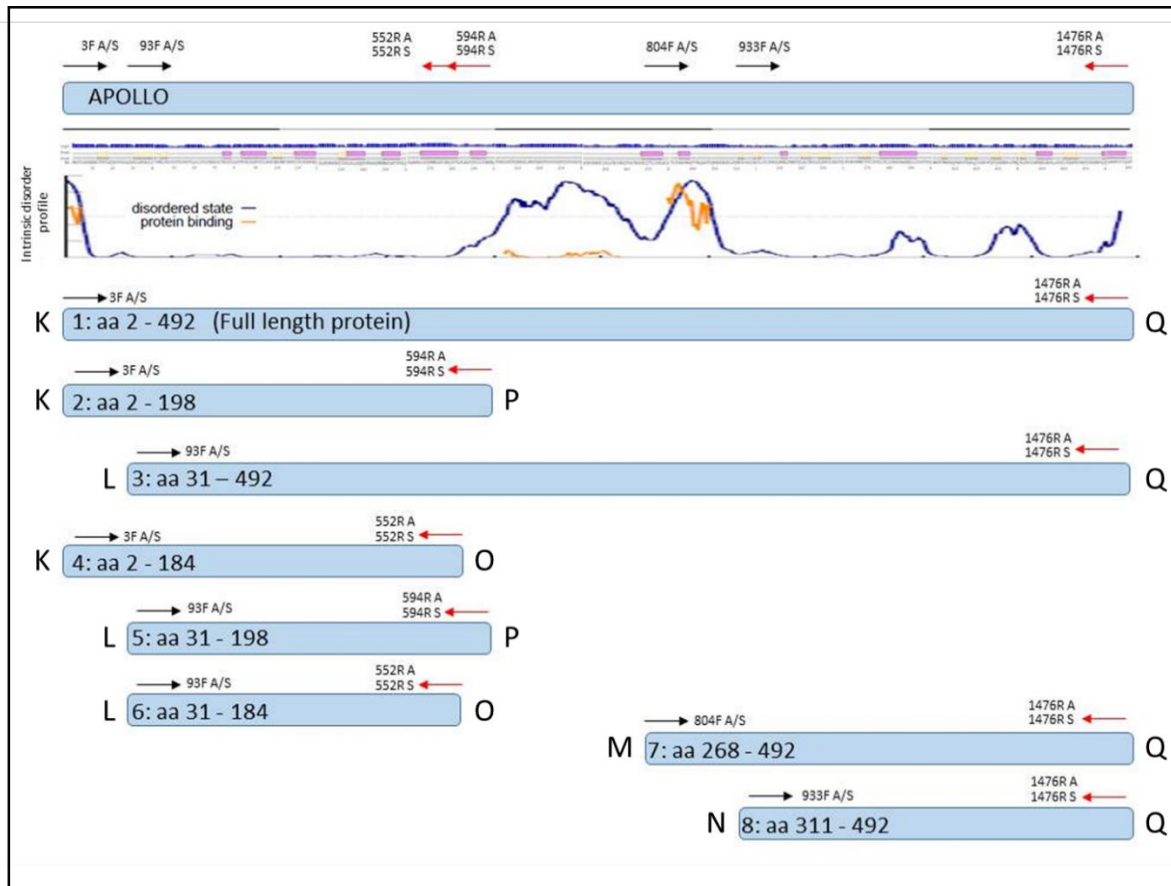 3F A/S 93F A/S 552R A 594R A 804F A/S 933F A/S 1476R A
552R S 594R S 1476R S
APOLLO
Intrinsic disorder
profile
disordered state
protein binding
3F A/S 1476R A
1476R S
K 1: aa 2 - 492 (Full length protein) Q
3F A/S 594R A
594R S
K 2: aa 2 - 198 P
93F A/S 1476R A
1476R S
L 3: aa 31 – 492 Q
3F A/S 552R A
552R S
K 4: aa 2 - 184 O
93F A/S 594R A
594R S
L 5: aa 31 - 198 P
93F A/S 552R A
552R S
L 6: aa 31 - 184 O
804F A/S 1476R A
1476R S
M 7: aa 268 - 492 Q
933F A/S 1476R A
1476R S
N 8: aa 311 - 492 Q